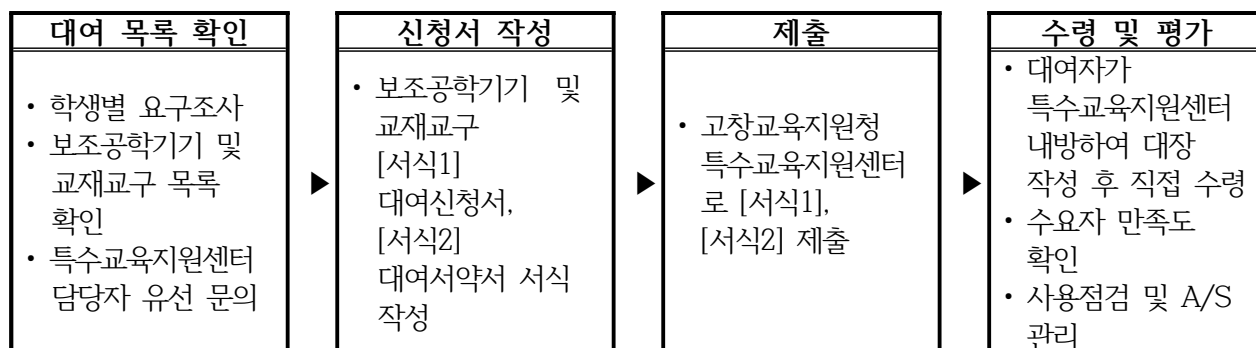 대여 목록 확인
• 학생별 요구조사
• 보조공학기기 및
교재교구 목록
확인
• 특수교육지원센터
담당자 유선 문의
▶
신청서 작성
• 보조공학기기 및
교재교구
[서식1]
대여신청서,
[서식2]
대여서약서 서식
작성
▶
제출
• 고창교육지원청
특수교육지원센터
로 [서식1],
[서식2] 제출
▶
수령 및 평가
• 대여자가
특수교육지원센터
내방하여 대장
작성 후 직접 수령
• 수요자 만족도
확인
• 사용점검 및 A/S
관리